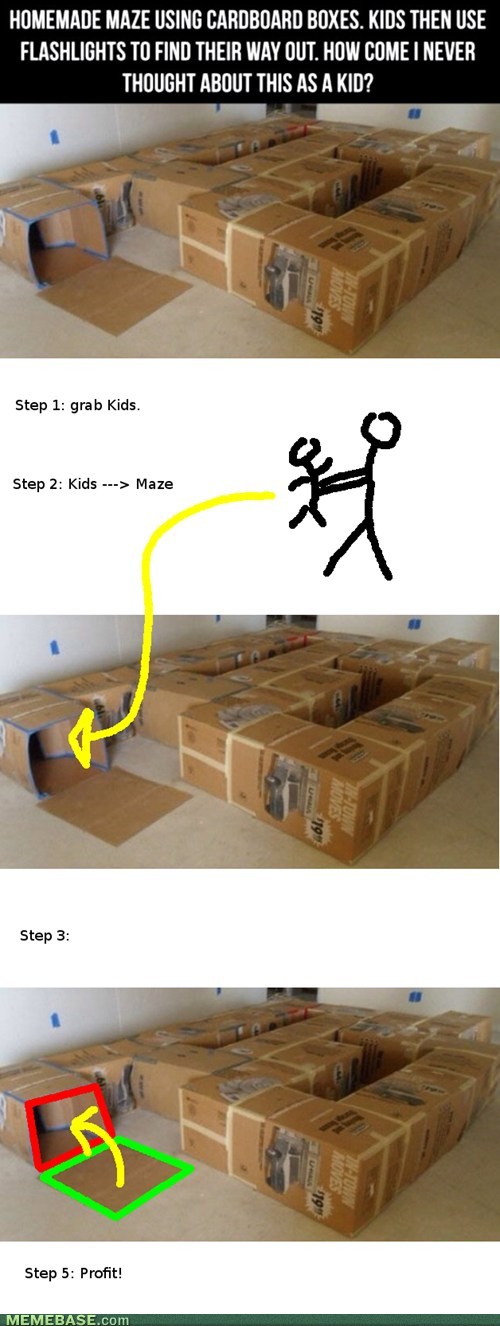 HOMEMADE MAZE USING CARDBOARD BOXES. KIDS THEN USE
FLASHLIGHTS TO FIND THEIR WAY OUT. HOW COME I NEVER
THOUGHT ABOUT THIS AS A KID?
Step 1: grab Kids.
Step 2: Kids ---> Maze
Step 3:
Step 5: Profit!
MEMEBASE.com